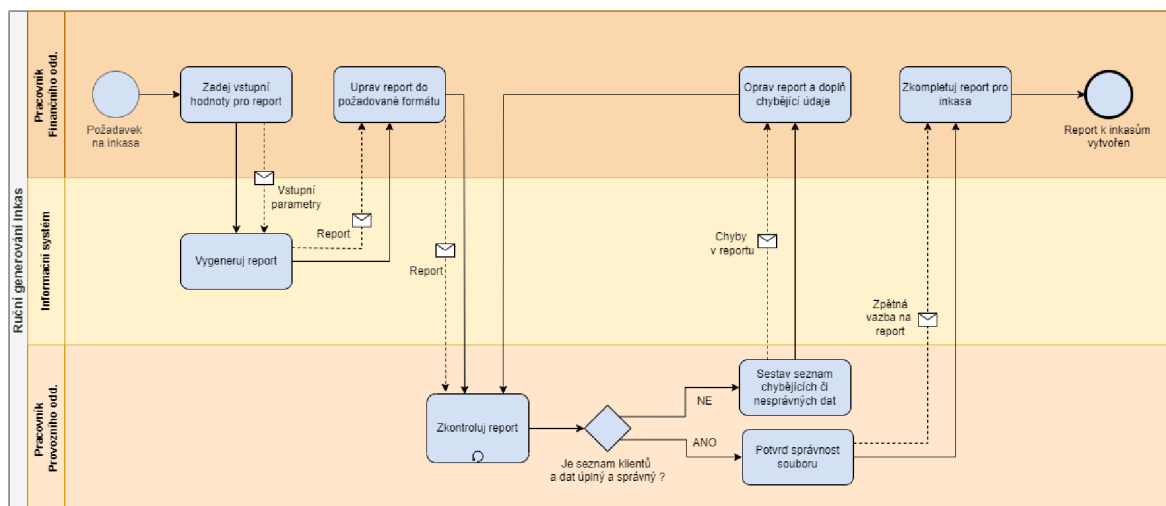 Ruční generování inkas
Pracovník
Finančního odd.
Požadavek
na inkasa
Zadej vstupní
hodnoty pro report
Uprav report do
požadované formátu
Oprav report a doplň
chybějící údaje
Zkompletuj report pro
inkasa
Report k inkasům
vytvořen
Informační systém
Vstupní
parametry
Vygeneruj report
Report
Report
Chyby
v reportu
Zpětná
vazba na
report
Pracovník
Provozního odd.
Zkontroluj report
Je seznam klientů
a dat úplný a správný ?
NE
ANO
Sestav seznam
chybějících či
nesprávných dat
Potvrď správnost
souboru